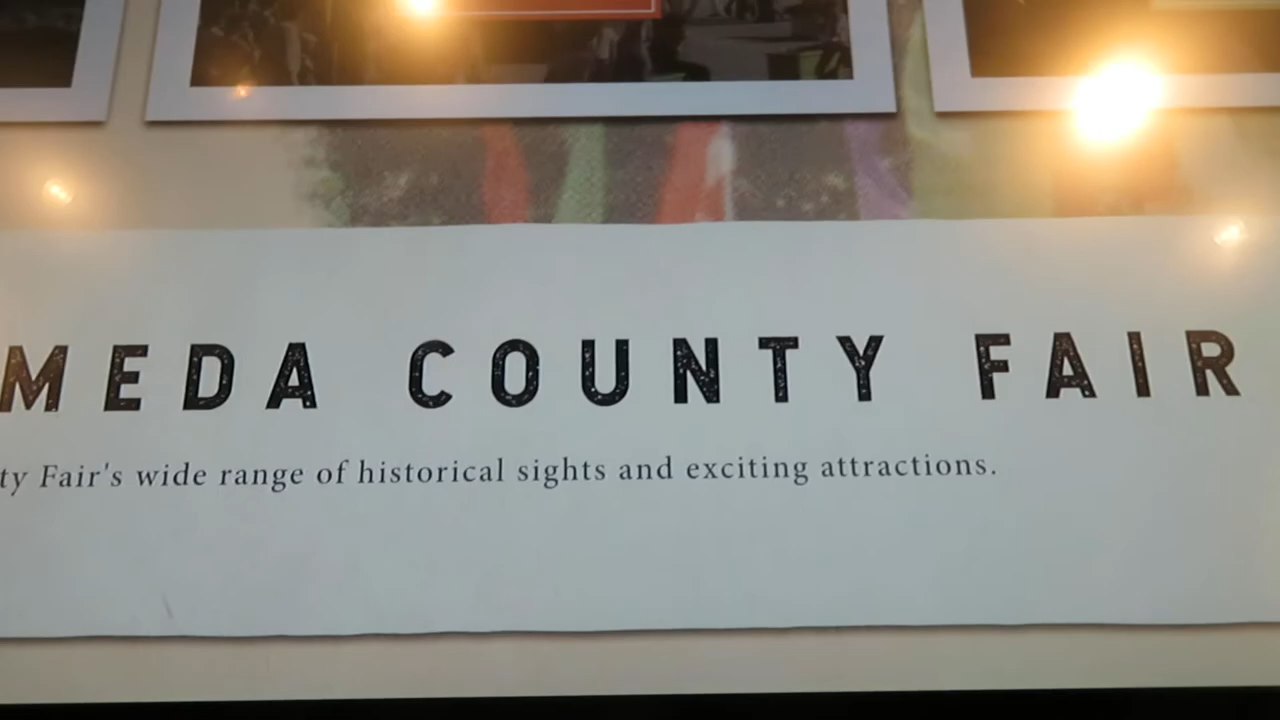 MEDA COUNTY FAIR
ty Fair's wide range of historical sights and exciting attractions.